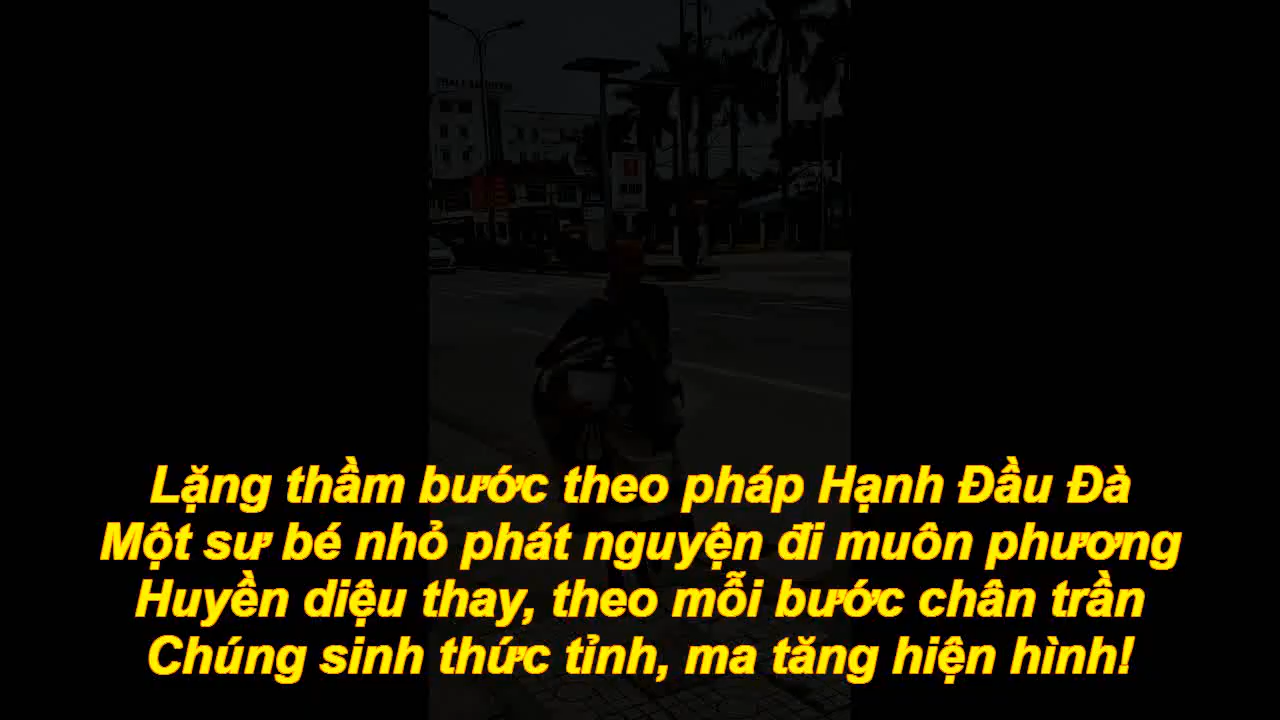 Lặng thầm bước theo pháp Hạnh Đầu Đà
Một sư bé nhỏ phát nguyện đi muôn phương
Huyền diệu thay, theo mỗi bước chân trần
Chúng sinh thức tỉnh, ma tăng hiện hình!